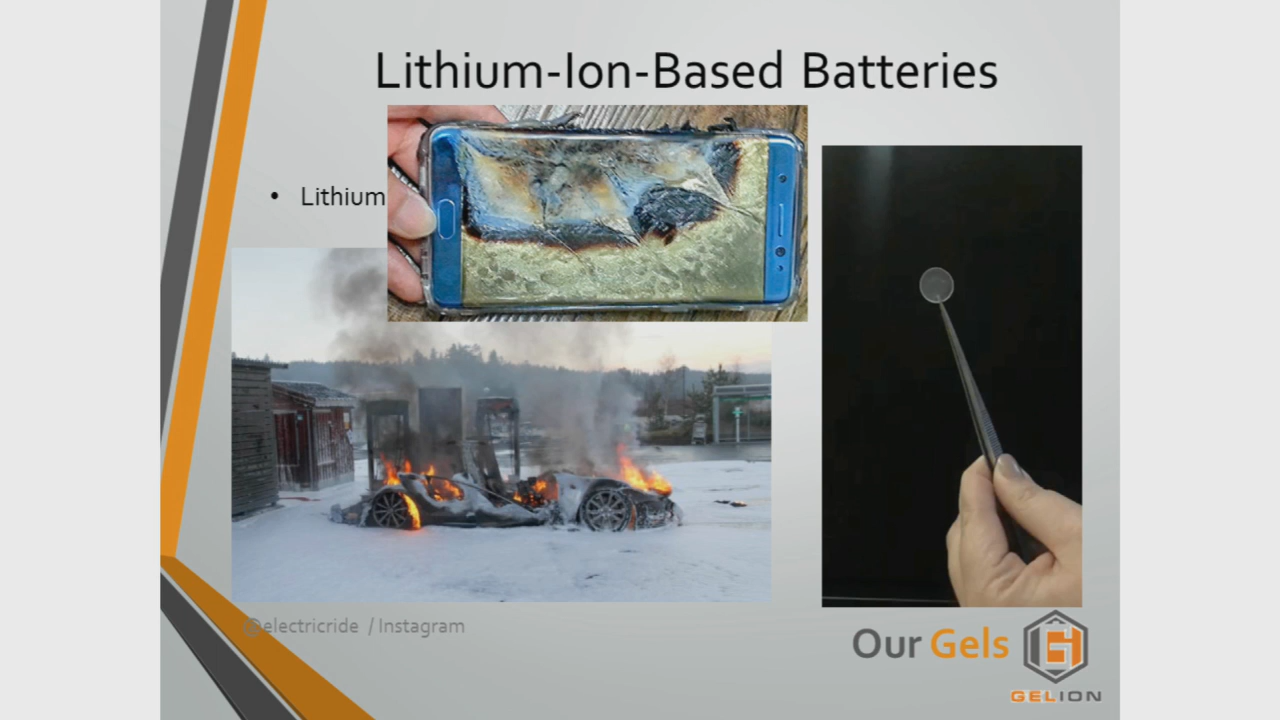 Lithium-Ion-Based Batteries
• Lithium
@electricride / Instagram
Our Gels
GELION